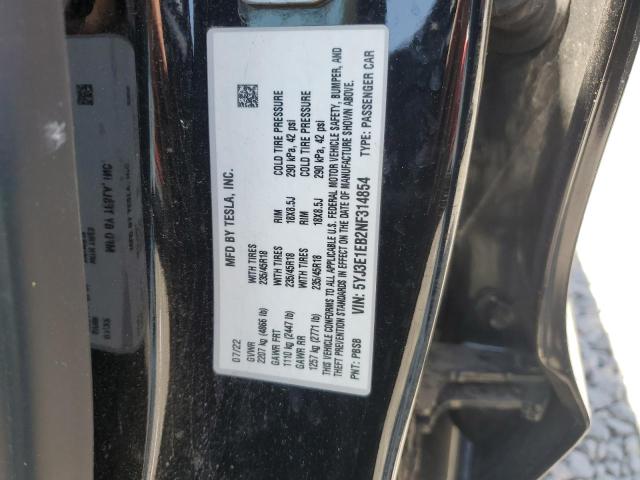 MFD BY TESLA, INC.
07/22
GVWR
2207 kg (4866 lb)
GAWR FRT WITH TIRES RIM COLD TIRE PRESSURE
1110 kg (2447 lb) 235/45R18 18X8.5J 290 kPa, 42 psi
GAWR RR WITH TIRES RIM COLD TIRE PRESSURE
1257 kg (2771 lb) 235/45R18 18X8.5J 290 kPa, 42 psi
THIS VEHICLE CONFORMS TO ALL APPLICABLE U.S. FEDERAL MOTOR VEHICLE SAFETY, BUMPER, AND
THEFT PREVENTION STANDARDS IN EFFECT ON THE DATE OF MANUFACTURE SHOWN ABOVE.
VIN: 5YJ3E1EB2NF314854 TYPE: PASSENGER CAR
PNT: PBSB